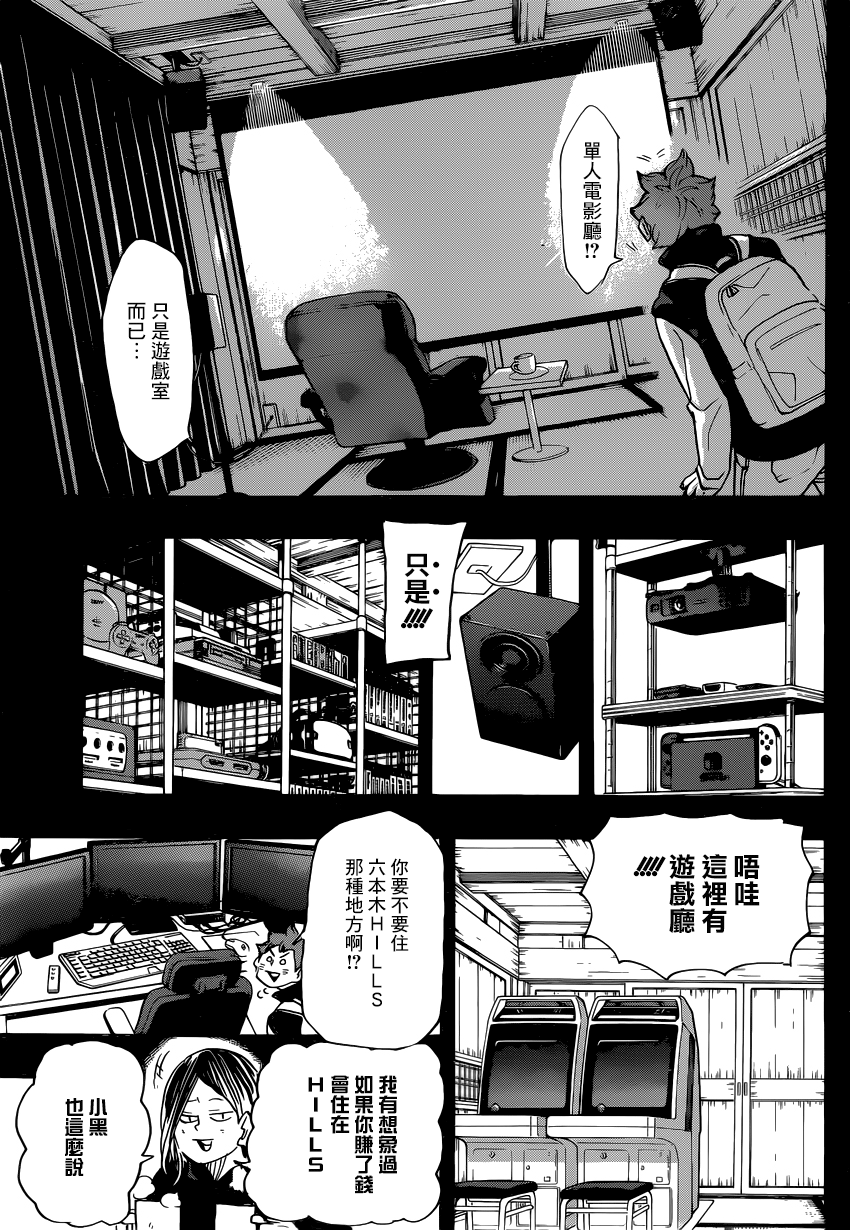 單人電影廳!?
只是遊戲室
而已…
只是!!!!!
唔哇
這裡有
遊戲廳
!!!!!
你要不要住
六本木HILLS
那種地方啊!?
我有想象過
如果你賺了錢
會住在
HILLS
小黑
也這麼說